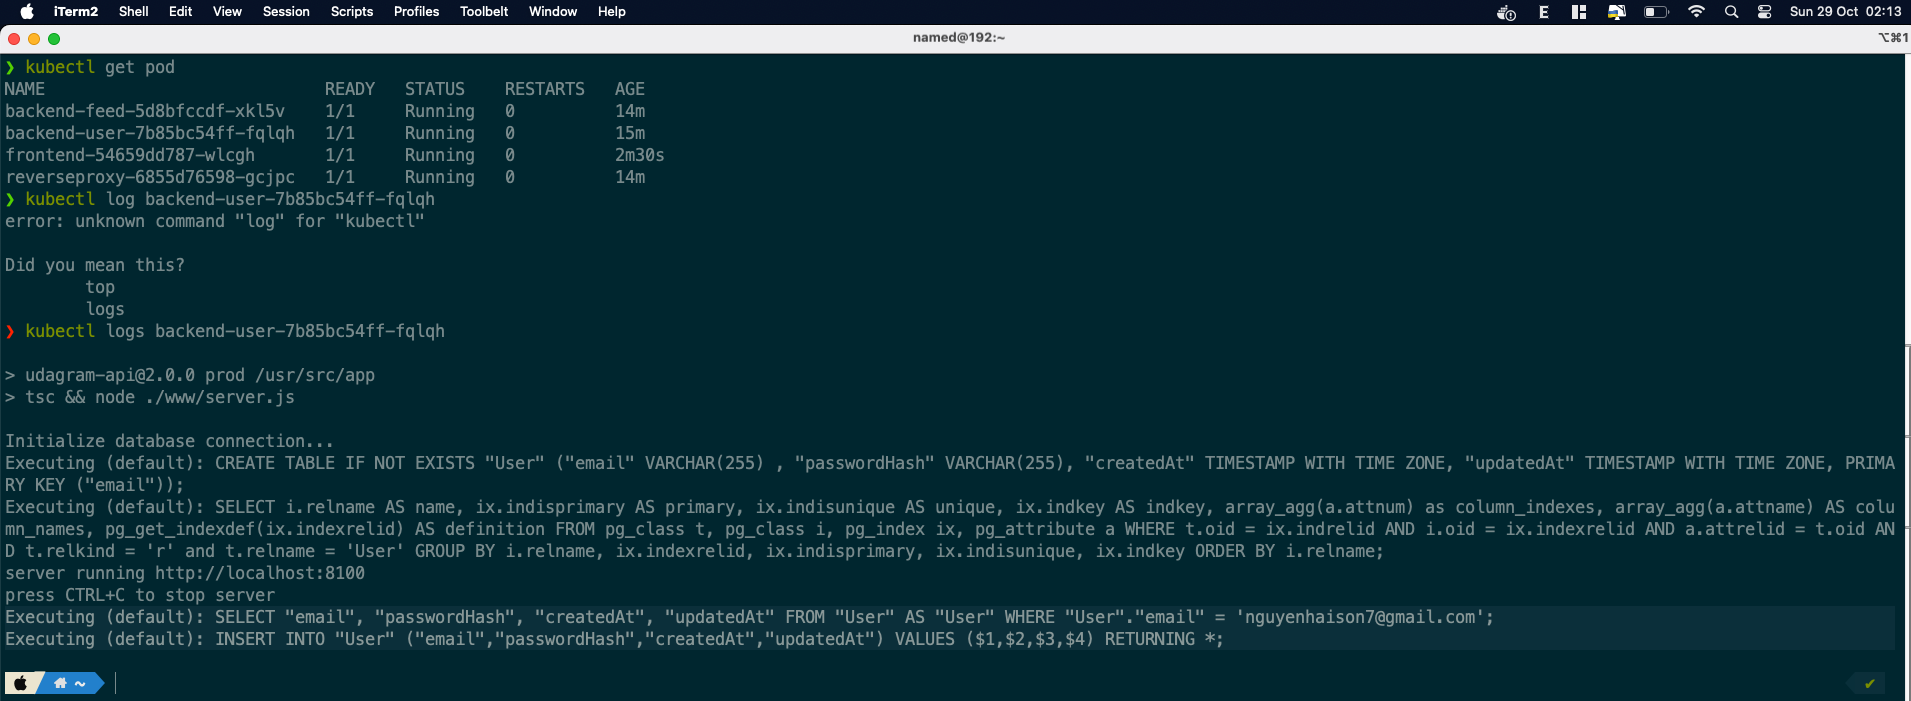 iTerm2 Shell Edit View Session Scripts Profiles Toolbelt Window Help E Sun 29 Oct 02:13
named@192:~ ⌥⌘1
❯ kubectl get pod
NAME READY STATUS RESTARTS AGE
backend-feed-5d8bfccdf-xkl5v 1/1 Running 0 14m
backend-user-7b85bc54ff-fqlqh 1/1 Running 0 15m
frontend-54659dd787-wlcgh 1/1 Running 0 2m30s
reverseproxy-6855d76598-gcjpc 1/1 Running 0 14m
❯ kubectl log backend-user-7b85bc54ff-fqlqh
error: unknown command "log" for "kubectl"
Did you mean this?
top
logs
❯ kubectl logs backend-user-7b85bc54ff-fqlqh
> udagram-api@2.0.0 prod /usr/src/app
> tsc && node ./www/server.js
Initialize database connection...
Executing (default): CREATE TABLE IF NOT EXISTS "User" ("email" VARCHAR(255) , "passwordHash" VARCHAR(255), "createdAt" TIMESTAMP WITH TIME ZONE, "updatedAt" TIMESTAMP WITH TIME ZONE, PRIMA
RY KEY ("email"));
Executing (default): SELECT i.relname AS name, ix.indisprimary AS primary, ix.indisunique AS unique, ix.indkey AS indkey, array_agg(a.attnum) as column_indexes, array_agg(a.attname) AS colu
mn_names, pg_get_indexdef(ix.indexrelid) AS definition FROM pg_class t, pg_class i, pg_index ix, pg_attribute a WHERE t.oid = ix.indrelid AND i.oid = ix.indexrelid AND a.attrelid = t.oid AN
D t.relkind = 'r' and t.relname = 'User' GROUP BY i.relname, ix.indexrelid, ix.indisprimary, ix.indisunique, ix.indkey ORDER BY i.relname;
server running http://localhost:8100
press CTRL+C to stop server
Executing (default): SELECT "email", "passwordHash", "createdAt", "updatedAt" FROM "User" AS "User" WHERE "User"."email" = 'nguyenhaison7@gmail.com';
Executing (default): INSERT INTO "User" ("email","passwordHash","createdAt","updatedAt") VALUES ($1,$2,$3,$4) RETURNING *;
~ ✔